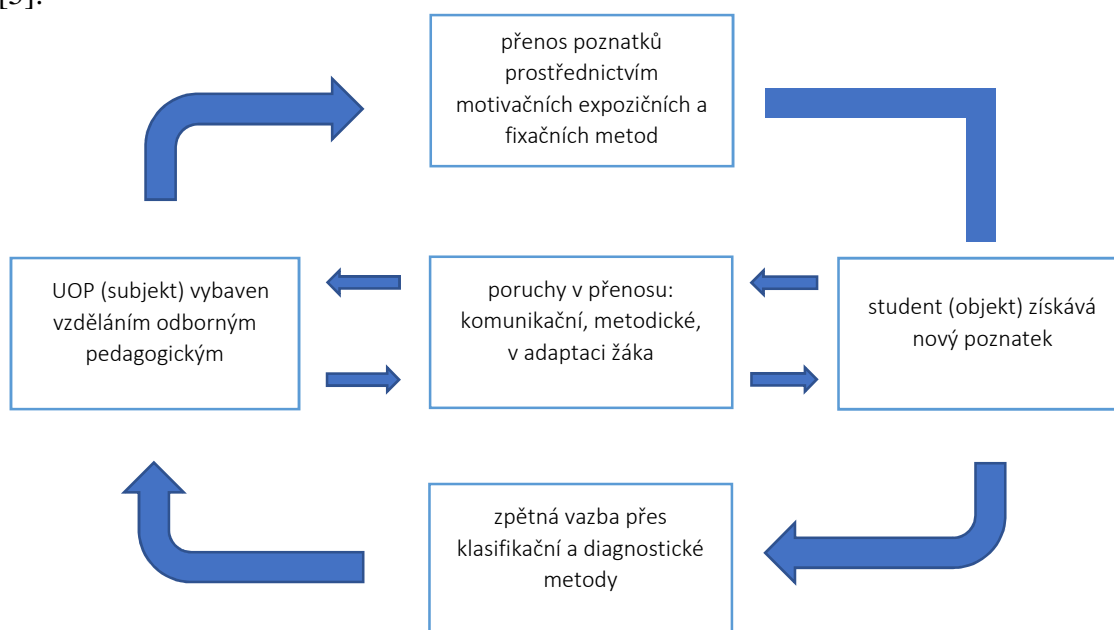 [5].
přenos poznatků
prostřednictvím
motivačních expozičních a
fixačních metod
UOP (subjekt) vybaven
vzděláním odborným
pedagogickým
poruchy v přenosu:
komunikační, metodické,
v adaptaci žáka
student (objekt) získává
nový poznatek
zpětná vazba přes
klasifikační a diagnostické
metody